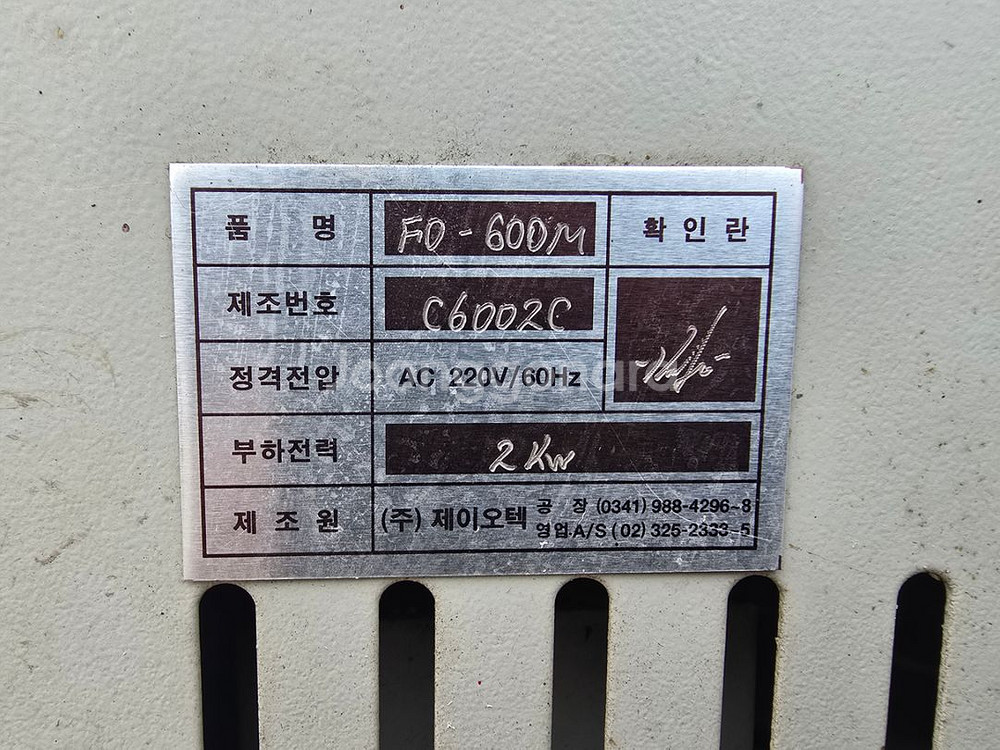 품 명 FO-600M 확인란
제조번호 C6002C
정격전압 AC 220V/60Hz
부하전력 2 Kw
제조원 (주) 제이오텍 공 장 (0341) 988-4296~8
영업.A/S (02) 325-2333~5